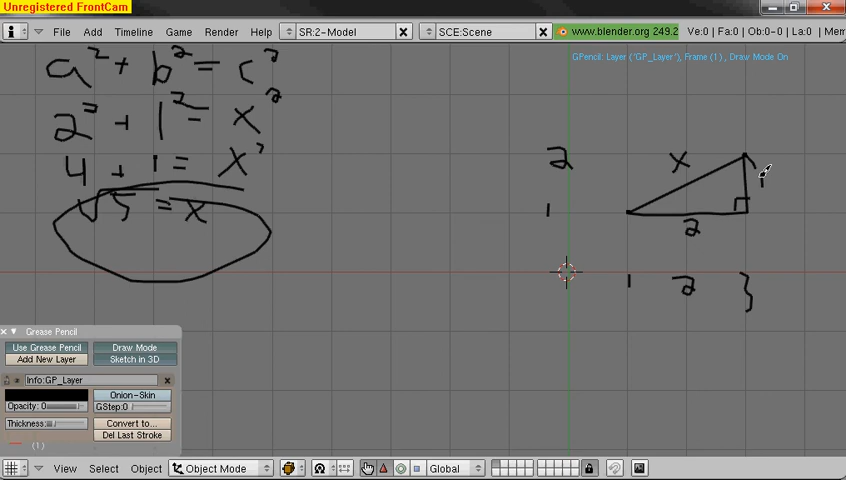 Unregistered FrontCam
File Add Timeline Game Render Help SR:2-Model SCE:Scene www.blender.org 249.2 Ve:0 | Fa:0 | Ob:0-0 | La:0 | Mem
GPencil: Layer ("GP_Layer"), Frame (1) , Draw Mode On
a² + b² = c²
2² + 1² = x²
4 + 1 = x²
√5 = x
2
1
x
1
2
1 2 3
Grease Pencil
Use Grease Pencil Draw Mode
Add New Layer Sketch in 3D
Info:GP_Layer
Onion-Skin
Opacity: 0 GStep:0
Thickness: Convert to...
Del Last Stroke
(1)
View Select Object Object Mode Global